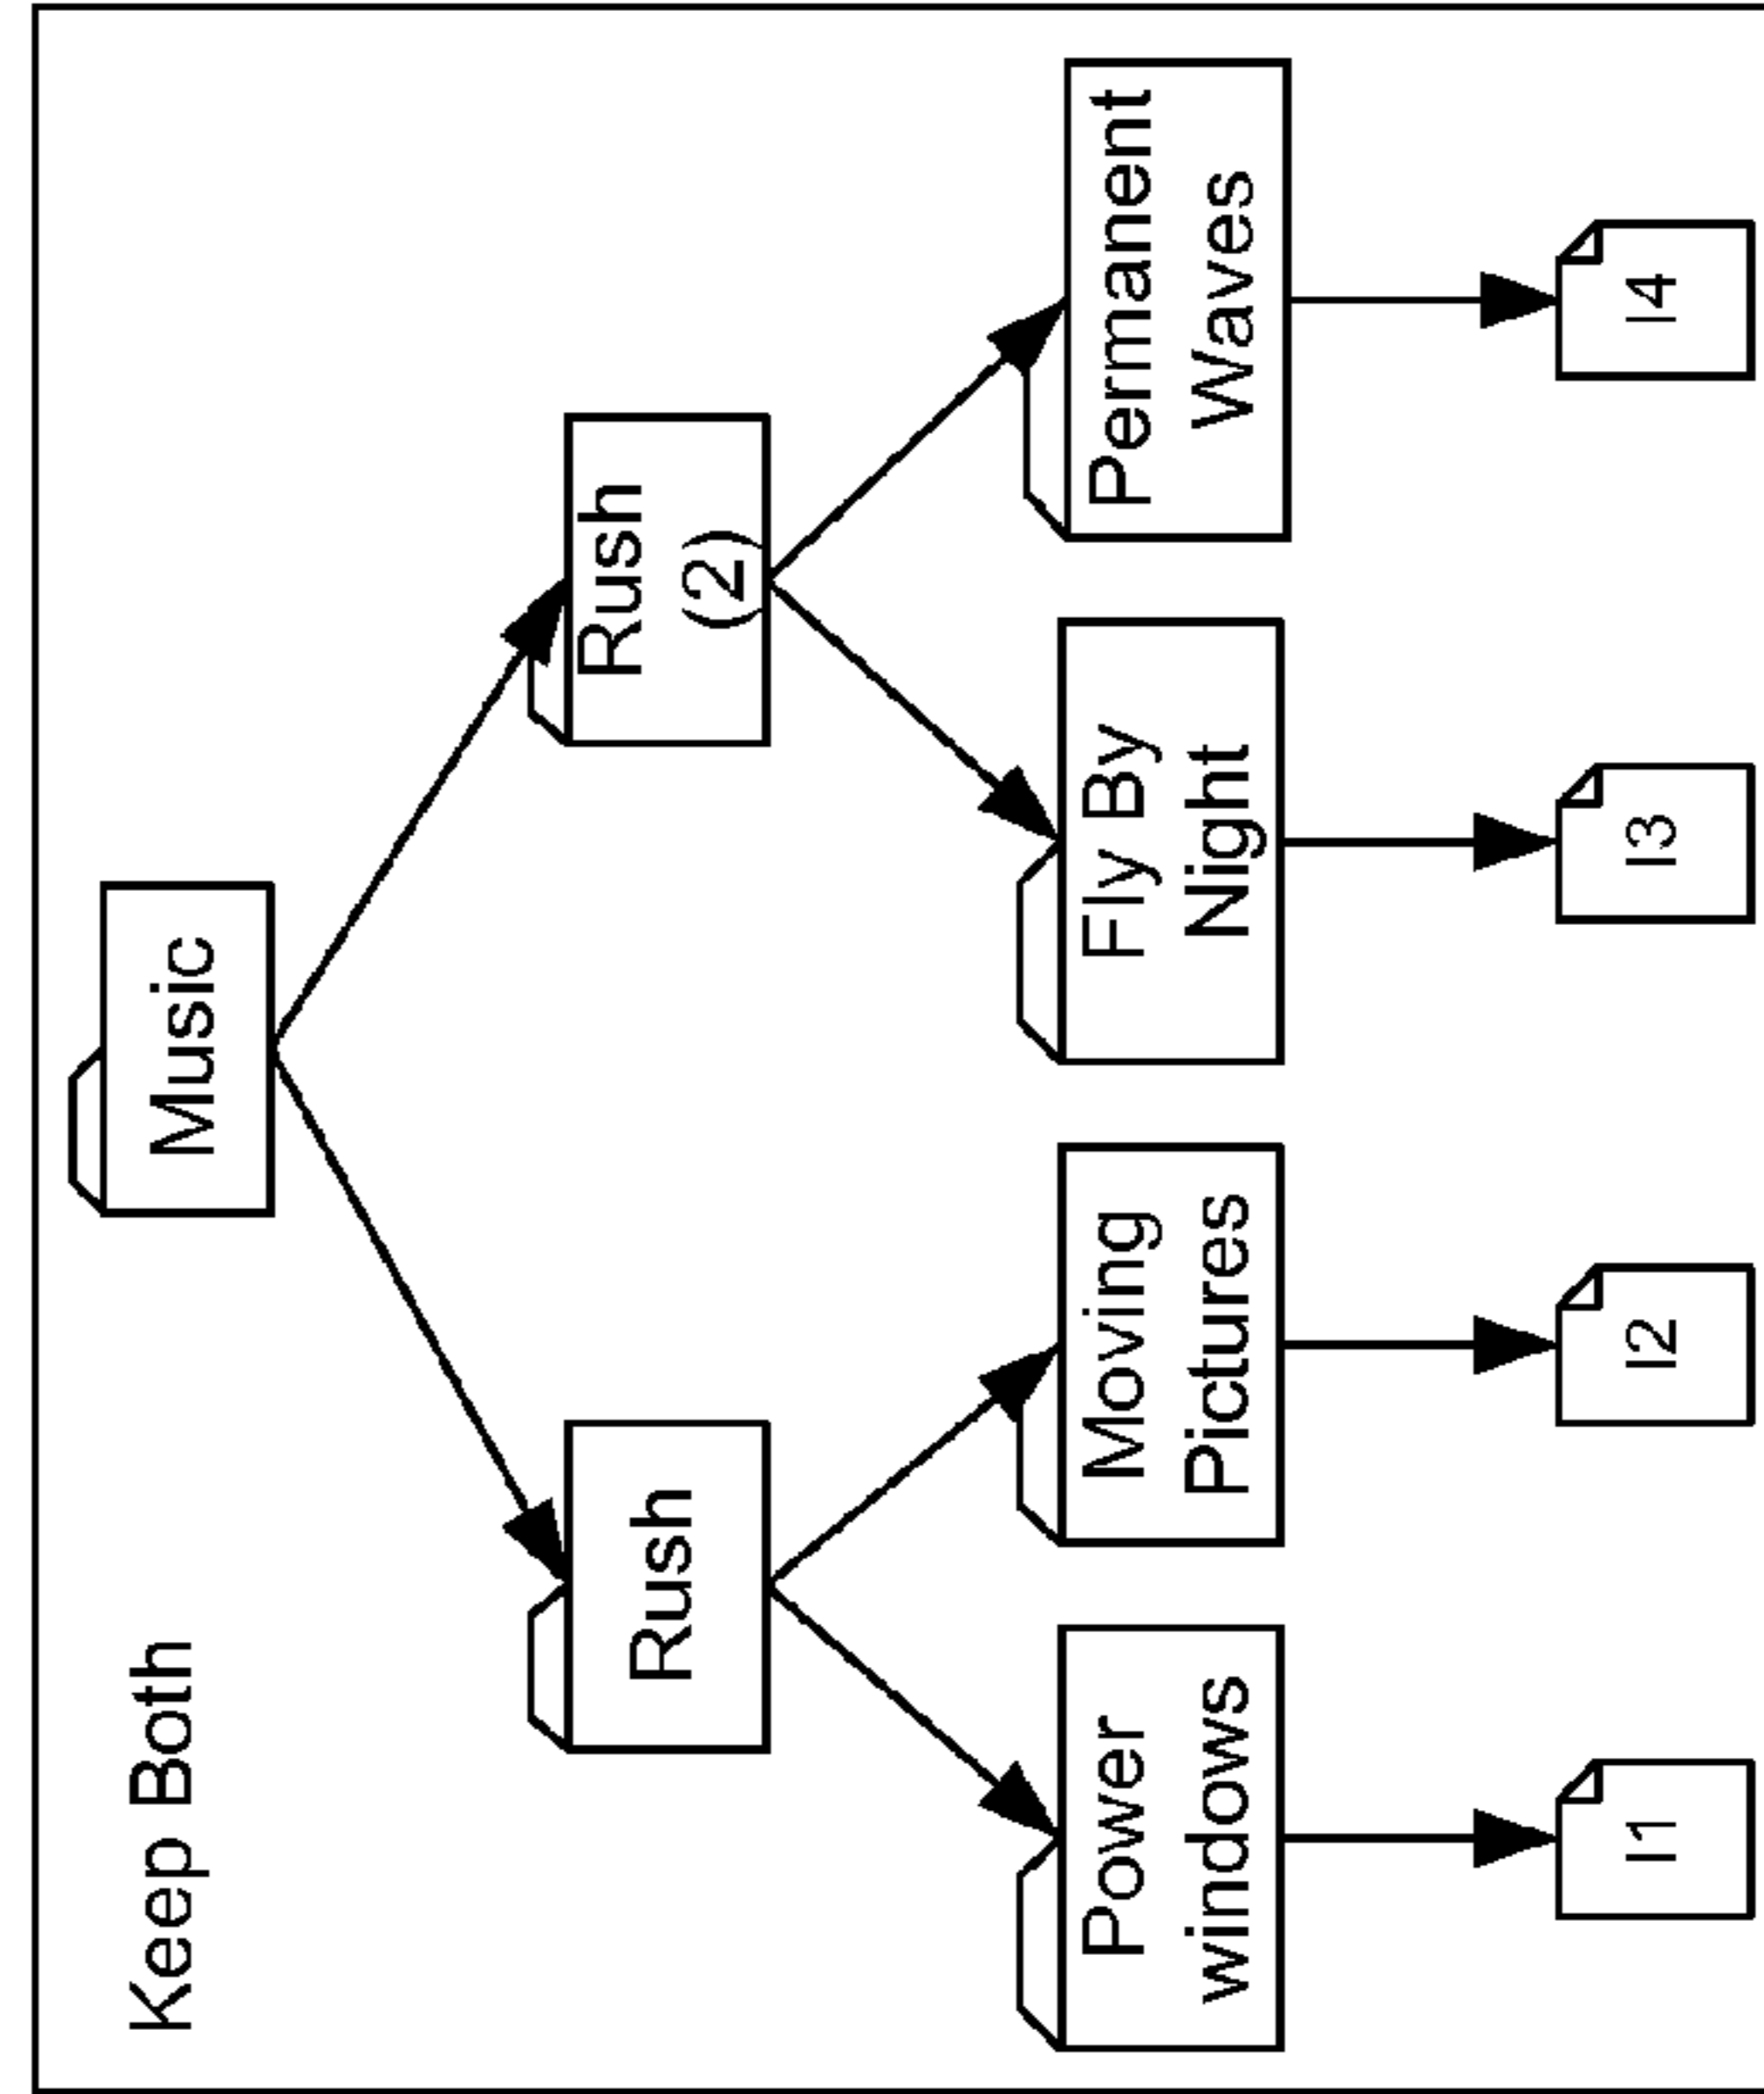 Keep Both
Music
Rush
Rush
(2)
Power
windows
Moving
Pictures
Fly By
Night
Permanent
Waves
I1
I2
I3
I4